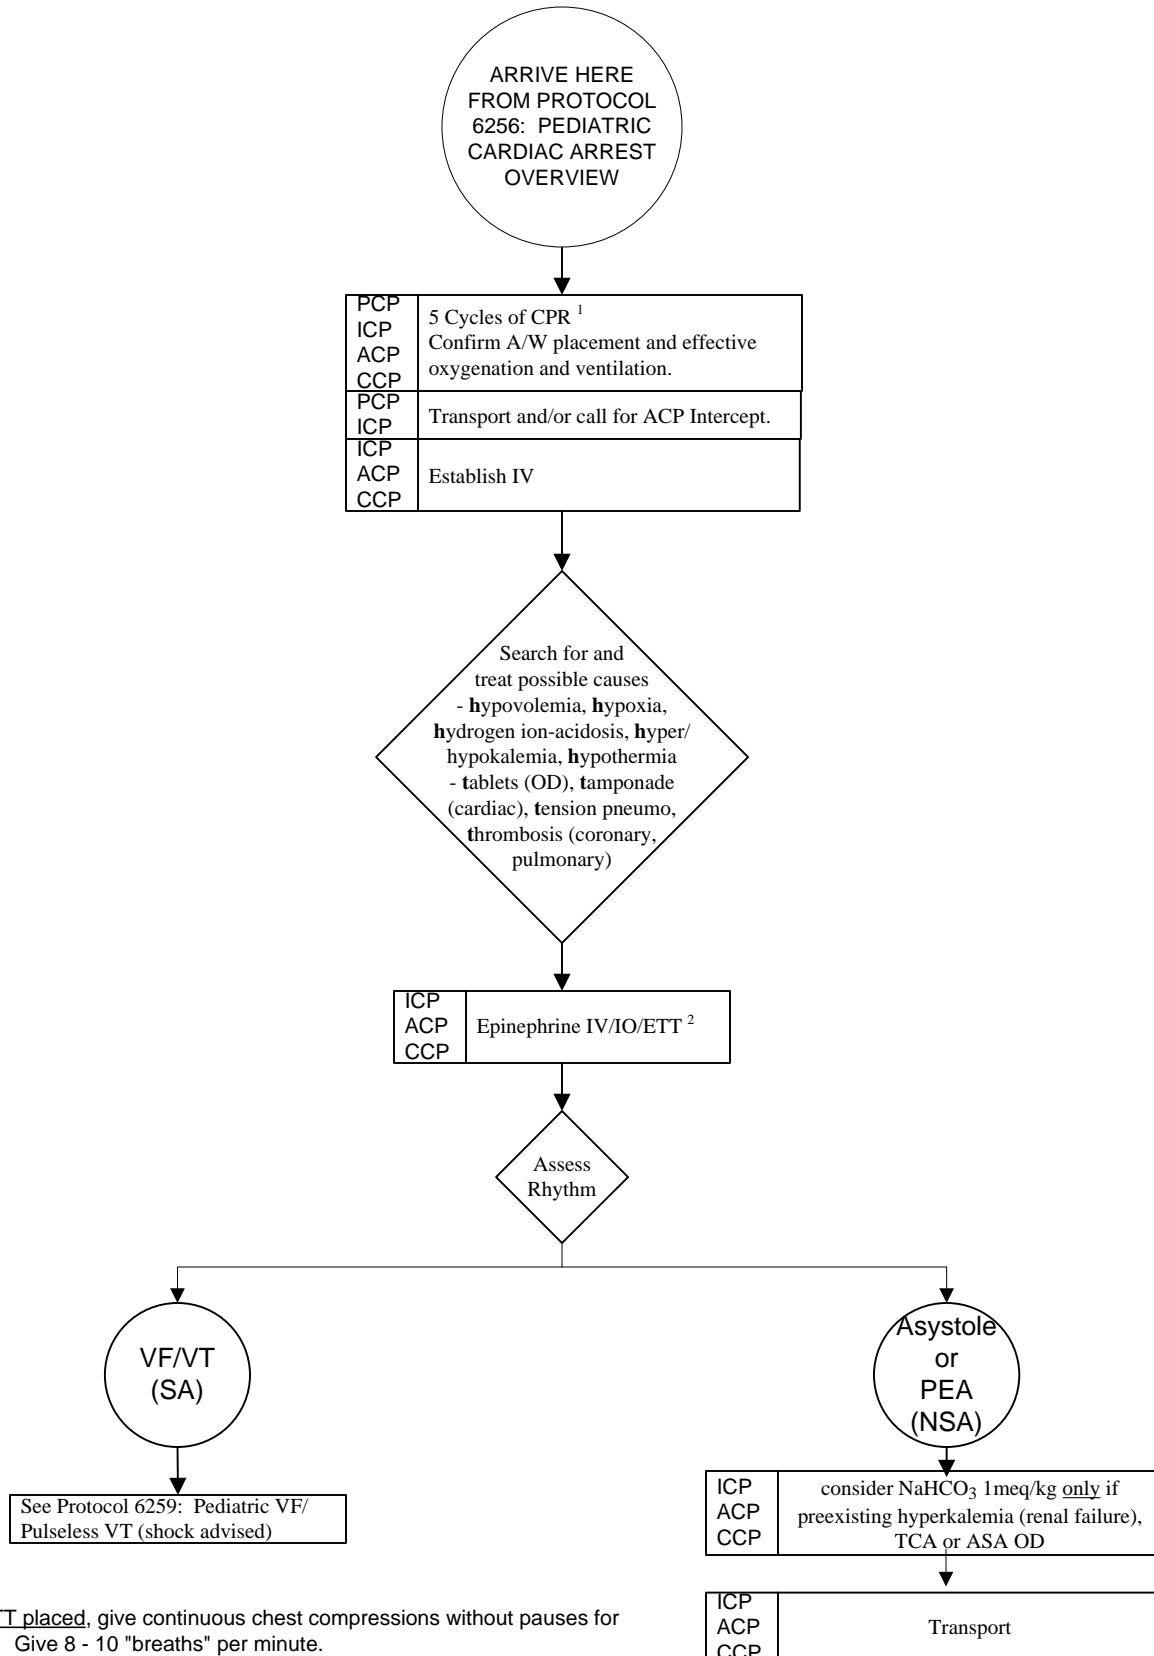 ARRIVE HERE
FROM PROTOCOL
6256:  PEDIATRIC
CARDIAC ARREST
OVERVIEW
PCP
ICP
ACP
CCP
5 Cycles of CPR 1
Confirm A/W placement and effective
oxygenation and ventilation.
PCP
ICP
Transport and/or call for ACP Intercept.
ICP
ACP
CCP
Establish IV
Search for and
treat possible causes
- hypovolemia, hypoxia,
hydrogen ion-acidosis, hyper/
hypokalemia, hypothermia
- tablets (OD), tamponade
(cardiac), tension pneumo,
thrombosis (coronary,
pulmonary)
ICP
ACP
CCP
Epinephrine IV/IO/ETT 2
Assess
Rhythm
VF/VT
(SA)
Asystole
or
PEA
(NSA)
See Protocol 6259:  Pediatric VF/
Pulseless VT (shock advised)
ICP
ACP
CCP
consider NaHCO3 1meq/kg only if
preexisting hyperkalemia (renal failure),
TCA or ASA OD
ICP
ACP
CCP
Transport
placed, give continuous chest compressions without pauses for
Give 8 - 10 "breaths" per minute.